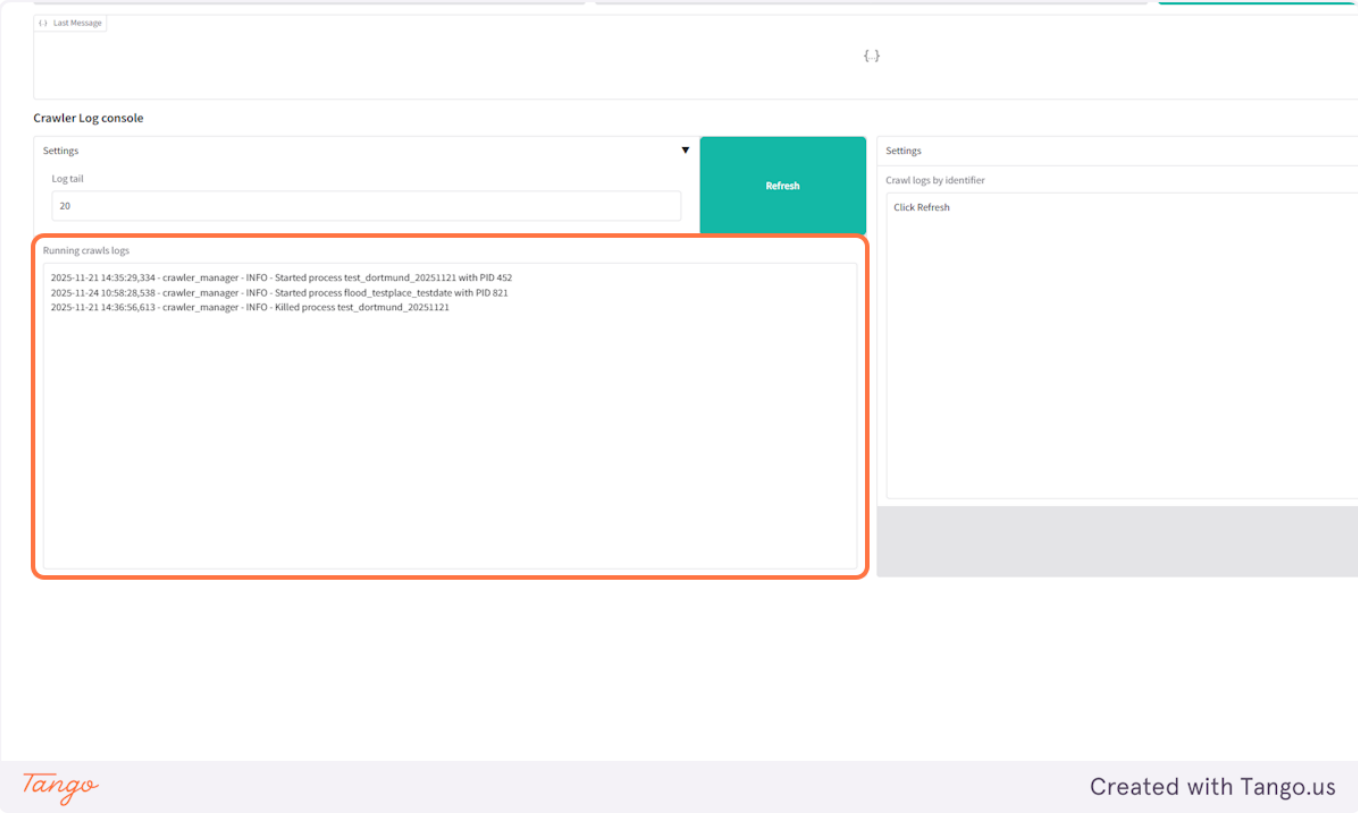 {} Last Message
{..}
Crawler Log console
Settings
Log tail
20
Refresh
Running crawls logs
2025-11-21 14:35:29,334 - crawler_manager - INFO - Started process test_dortmund_20251121 with PID 452
2025-11-24 10:58:28,538 - crawler_manager - INFO - Started process flood_testplace_testdate with PID 821
2025-11-21 14:36:56,613 - crawler_manager - INFO - Killed process test_dortmund_20251121
Settings
Crawl logs by identifier
Click Refresh
Tango
Created with Tango.us